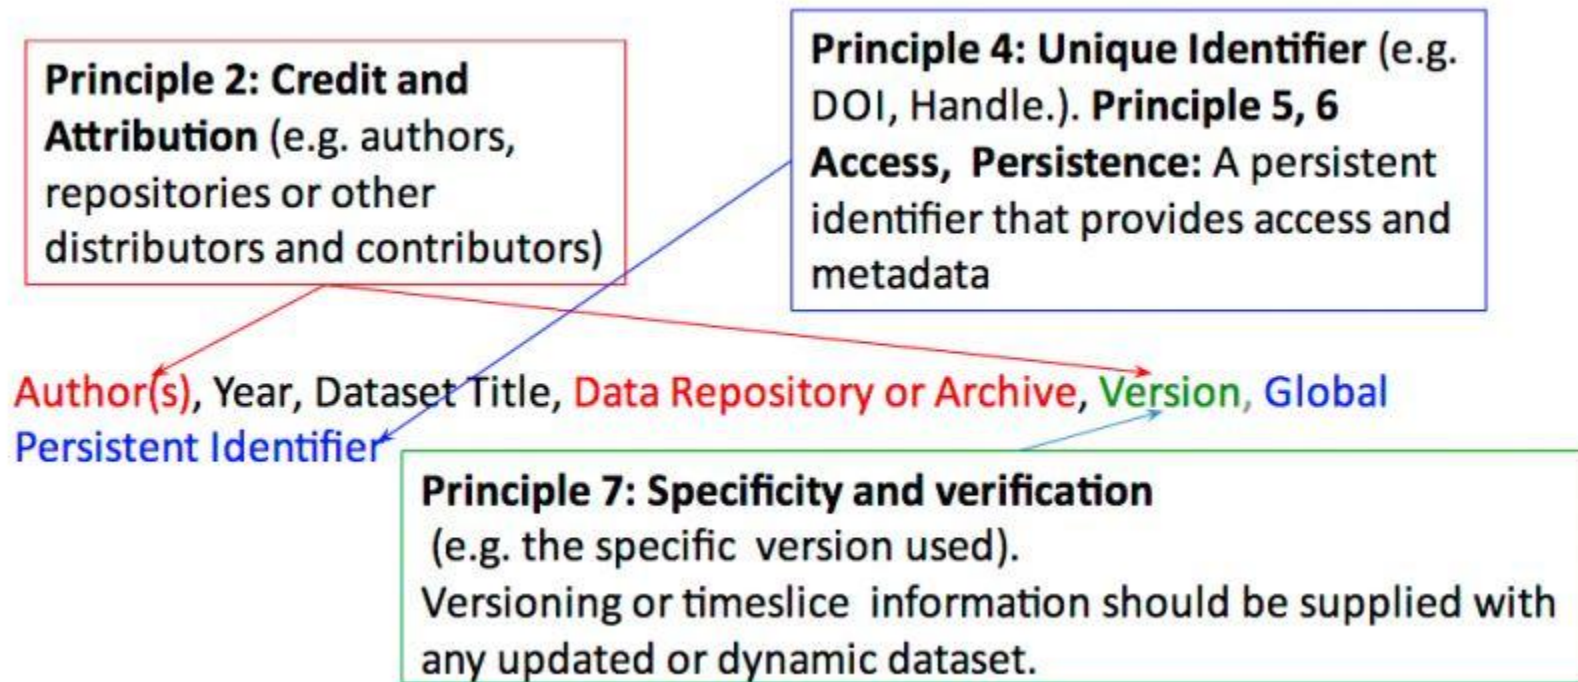 Principle 2: Credit and
Attribution (e.g. authors,
repositories or other
distributors and contributors)
Principle 4: Unique Identifier (e.g.
DOI, Handle.). Principle 5, 6
Access,  Persistence: A persistent
identifier that provides access and
metadata
Author(s), Year, Dataset Title, Data Repository or Archive, Version, Global
Persistent Identifier
Principle 7: Specificity and verification
(e.g. the specific  version used).
Versioning or timeslice  information should be supplied with
any updated or dynamic dataset.